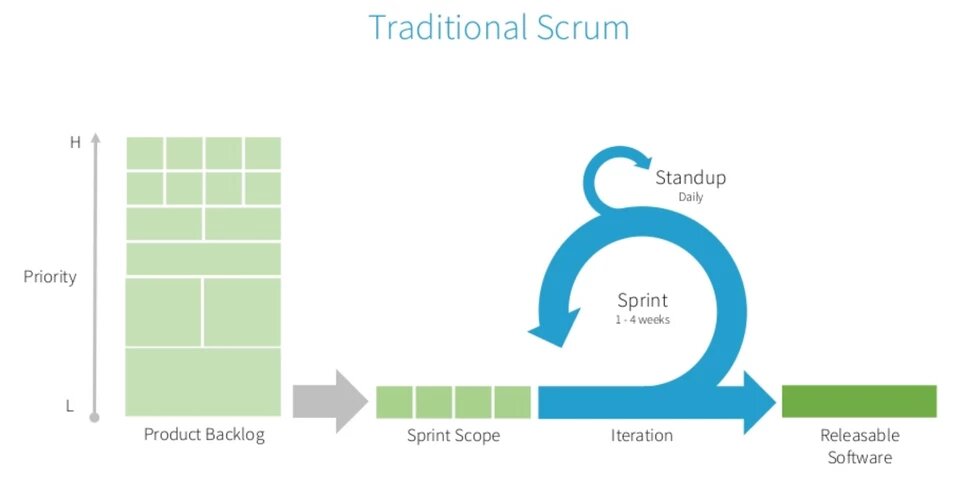 Traditional Scrum
H
Priority
L
Product Backlog
Sprint Scope
Standup
Daily
Sprint
1 - 4 weeks
Iteration
Releasable
Software